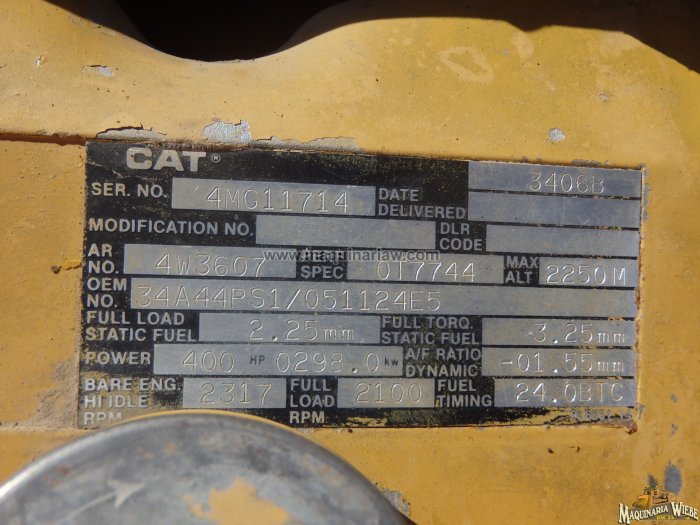 CAT®
3406B
SER. NO. 4MG11714 DATE DELIVERED
MODIFICATION NO. DLR CODE
AR NO. 4W3607 SPEC 0T7744 MAX ALT 2250M
www.maquinariaw.com
OEM NO. 34A44PS1/051124E5
FULL LOAD STATIC FUEL 2.25mm FULL TORQ. STATIC FUEL 3.25mm
POWER 400 HP 0298.0 kw A/F RATIO DYNAMIC -01.55mm
BARE ENG. HI IDLE RPM 2317 FULL LOAD RPM 2100 FUEL TIMING 24.0BTC
MAQUINARIA WIEBE